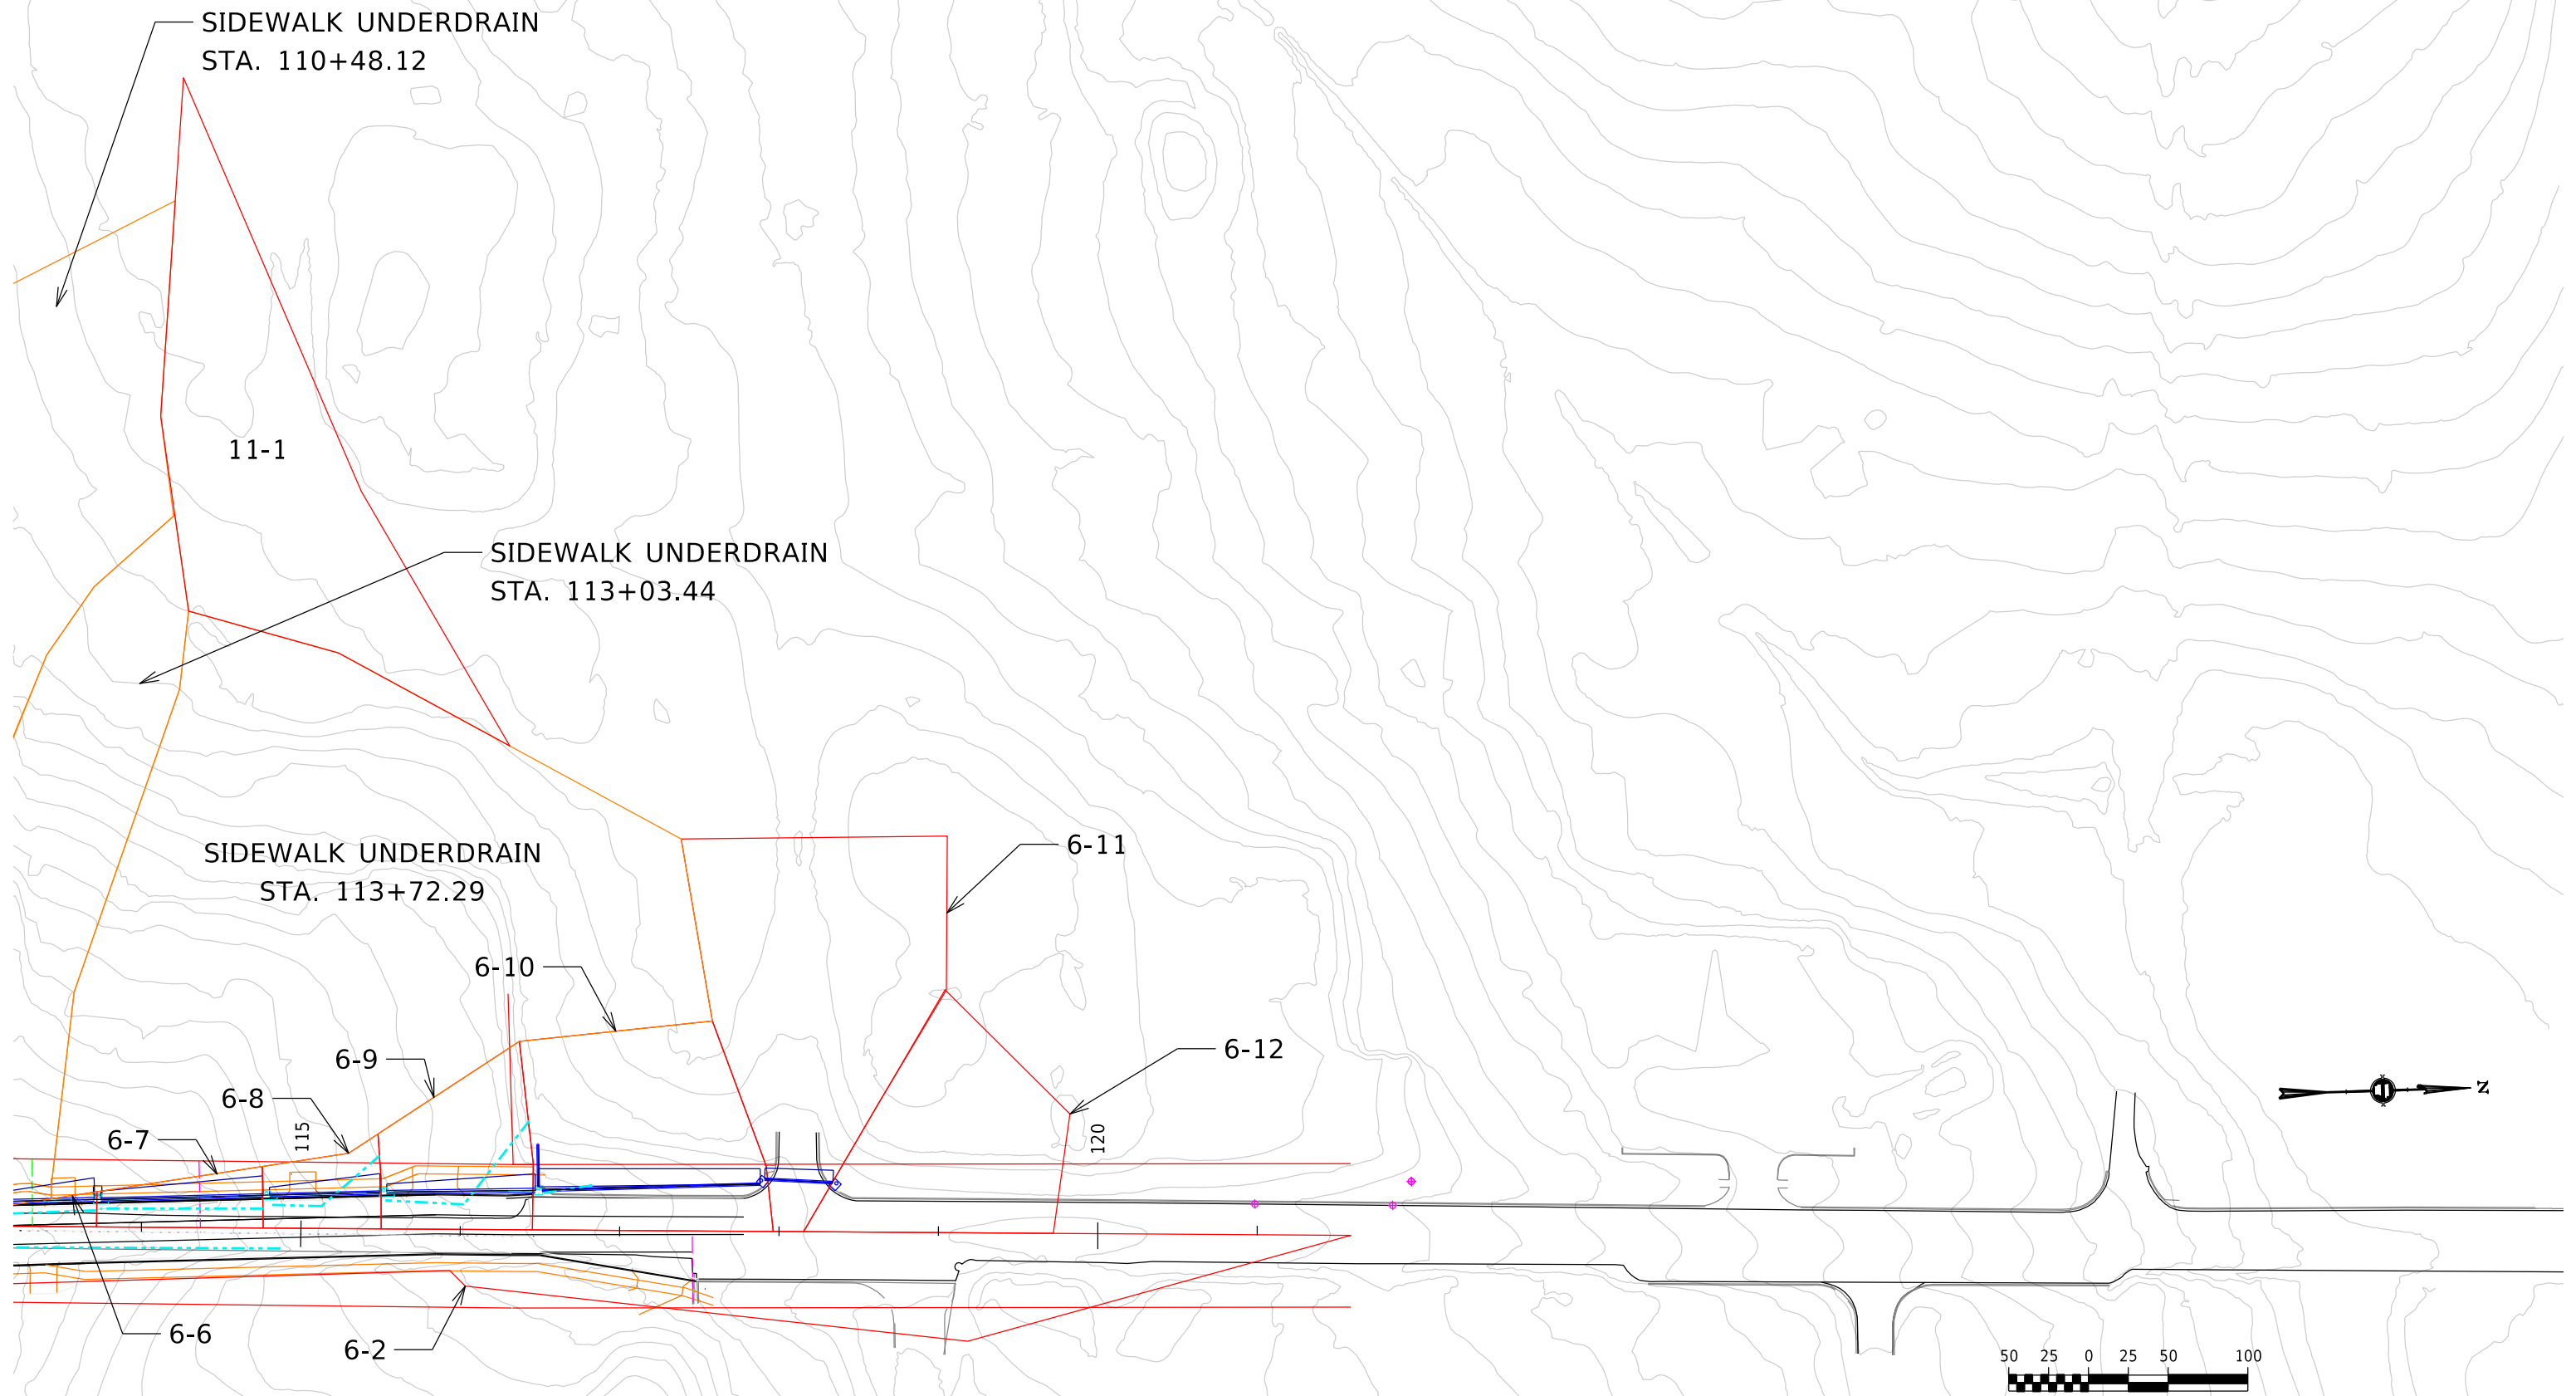 SIDEWALK UNDERDRAIN
STA. 110+48.12
11-1
SIDEWALK UNDERDRAIN
STA. 113+03.44
SIDEWALK UNDERDRAIN
STA. 113+72.29
6-11
6-10
6-12
6-9
6-8
6-7
115
120
N
6-6
6-2
50 25 0 25 50 100